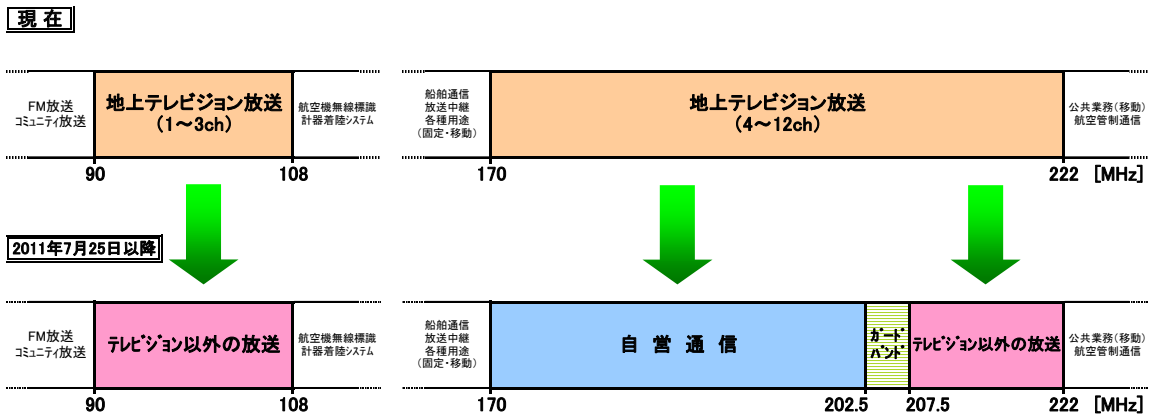 現 在
FM放送
コミュニティ放送
地上テレビジョン放送
(1～3ch)
航空機無線標識
計器着陸システム
船舶通信
放送中継
各種用途
(固定・移動)
地上テレビジョン放送
(4～12ch)
公共業務(移動)
航空管制通信
90
108
170
222 [MHz]
2011年7月25日以降
FM放送
コミュニティ放送
テレビジョン以外の放送
航空機無線標識
計器着陸システム
船舶通信
放送中継
各種用途
(固定・移動)
自 営 通 信
ガード
バンド
テレビジョン以外の放送
公共業務(移動)
航空管制通信
90
108
170
202.5
207.5
222 [MHz]